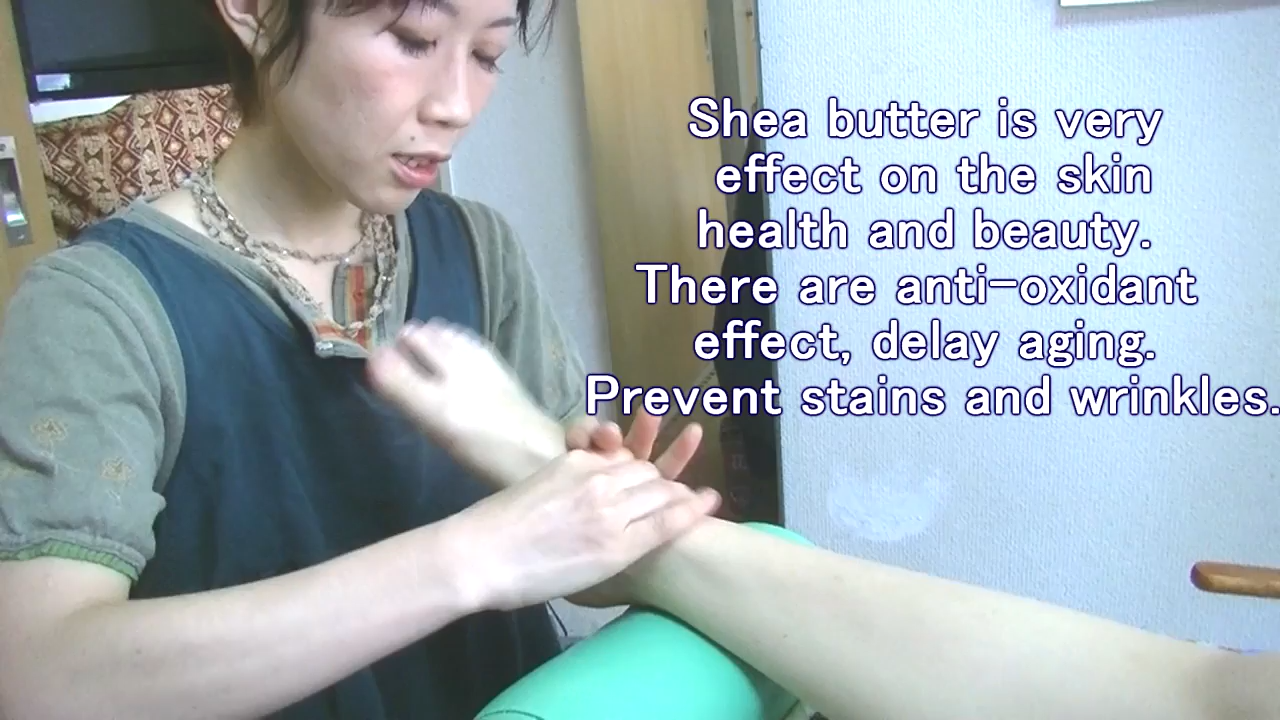 Shea butter is very
effect on the skin
health and beauty.
There are anti-oxidant
effect, delay aging.
Prevent stains and wrinkles.